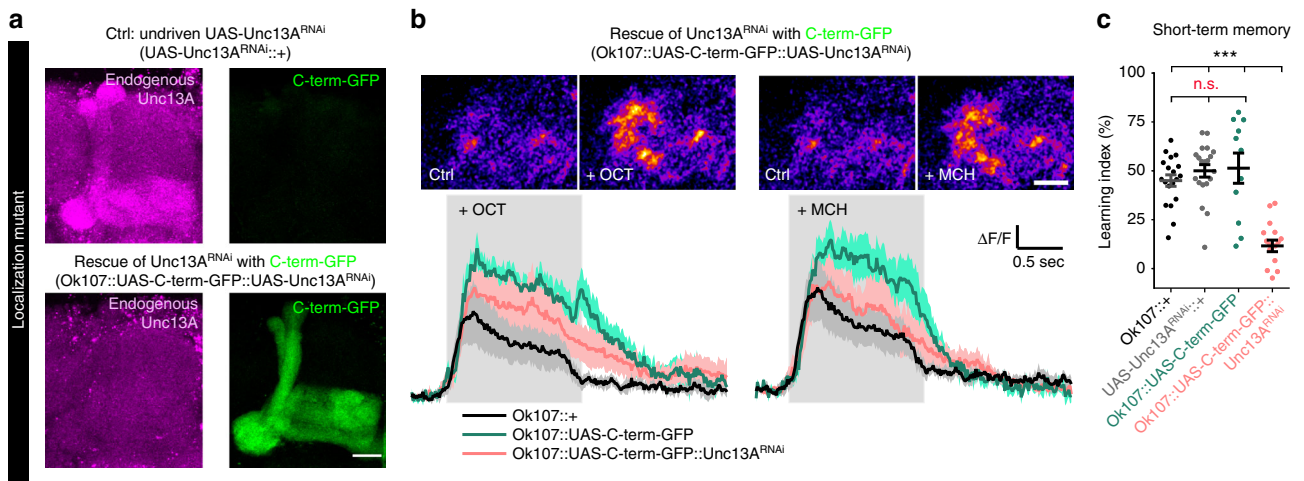 a
Localization mutant
Ctrl: undriven UAS-Unc13A^RNAi
(UAS-Unc13A^RNAi::+)
Endogenous
Unc13A
C-term-GFP
Rescue of Unc13A^RNAi with C-term-GFP
(Ok107::UAS-C-term-GFP::UAS-Unc13A^RNAi)
Endogenous
Unc13A
C-term-GFP
b
Rescue of Unc13A^RNAi with C-term-GFP
(Ok107::UAS-C-term-GFP::UAS-Unc13A^RNAi)
Ctrl
+ OCT
Ctrl
+ MCH
+ OCT
+ MCH
ΔF/F
0.5 sec
Ok107::+
Ok107::UAS-C-term-GFP
Ok107::UAS-C-term-GFP::Unc13A^RNAi
c
Short-term memory
***
n.s.
Learning index (%)
100
75
50
25
0
Ok107::+
UAS-Unc13A^RNAi::+
Ok107::UAS-C-term-GFP
Ok107::UAS-C-term-GFP::
Unc13A^RNAi